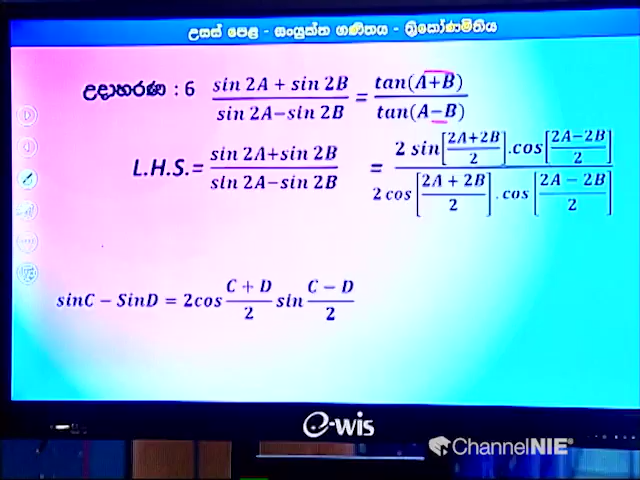 උසස් පෙළ - සංයුක්ත ගණිතය - ත්‍රිකෝණමිතිය
උදාහරණ : 6 (sin 2A + sin 2B)/(sin 2A−sin 2B) = tan(A+B)/tan(A−B)
L.H.S.= (sin 2A+sin 2B)/(sin 2A−sin 2B) = (2 sin[(2A+2B)/2].cos[(2A−2B)/2])/(2 cos[(2A + 2B)/2].cos[(2A − 2B)/2])
sinC − SinD = 2cos (C + D)/2 sin (C − D)/2
e-wis
ChannelNIE